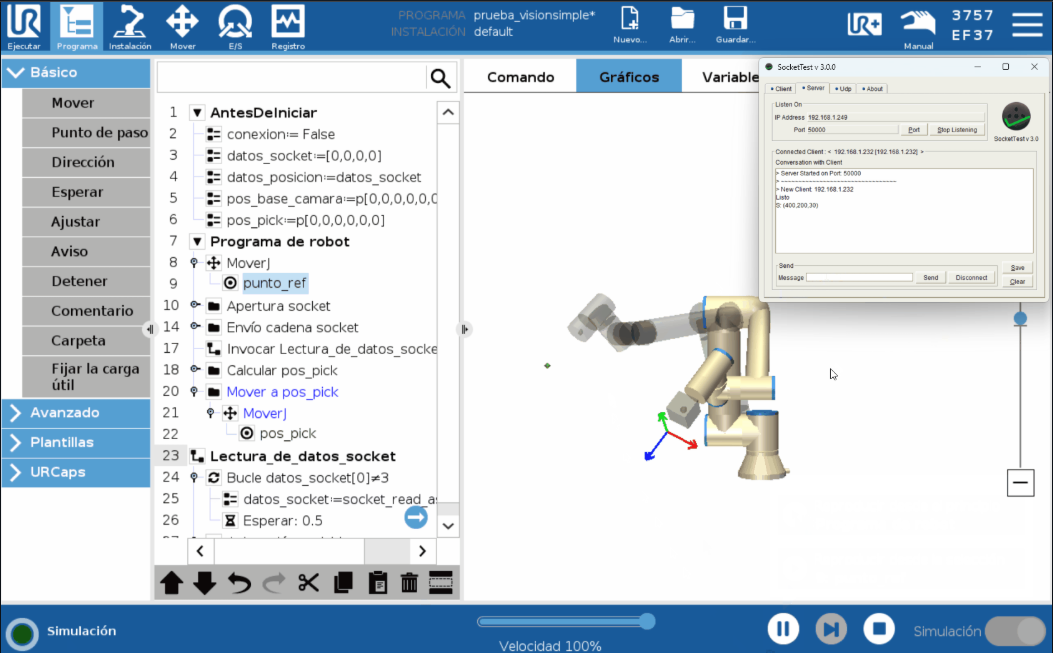 UR
PROGRAMA prueba_visionsimple*
INSTALACIÓN default
UR+
3757
EF37
Ejecutar
Programa
Instalación
Mover
E/S
Registro
Nuevo...
Abrir...
Guardar...
Manual
Básico
Mover
Punto de paso
Dirección
Esperar
Ajustar
Aviso
Detener
Comentario
Carpeta
Fijar la carga
útil
Avanzado
Plantillas
URCaps
1 AntesDeIniciar
2 conexion:= False
3 datos_socket:=[0,0,0,0]
4 datos_posicion:=datos_socket
5 pos_base_camara:=p[0,0,0,0,0,0
6 pos_pick:=p[0,0,0,0,0,0]
7 Programa de robot
8 MoverJ
9 punto_ref
10 Apertura socket
14 Envío cadena socket
17 Invocar Lectura_de_datos_socke
18 Calcular pos_pick
20 Mover a pos_pick
21 MoverJ
22 pos_pick
23 Lectura_de_datos_socket
24 Bucle datos_socket[0]≠3
25 datos_socket:=socket_read_as
26 Esperar: 0.5
Comando
Gráficos
Variable
SocketTest v 3.0.0
Client
Server
Udp
About
Listen On
IP Address 192.168.1.249
Port 50000
Port
Stop Listening
SocketTest v 3.0
Connected Client : < 192.168.1.232 [192.168.1.232] >
Conversation with Client
> Server Started on Port: 50000
> New Client: 192.168.1.232
Listo
S: (400,200,30)
Send
Message
Send
Disconnect
Save
Clear
Simulación
Velocidad 100%
Simulación